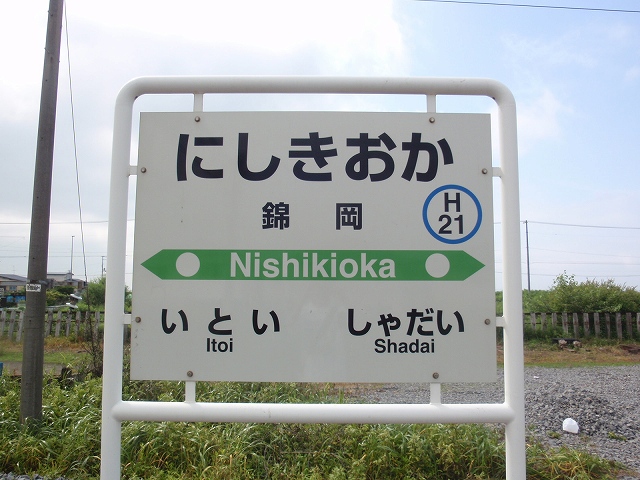 にしきおか
錦岡
H
21
Nishikioka
いとい しゃだい
Itoi Shadai